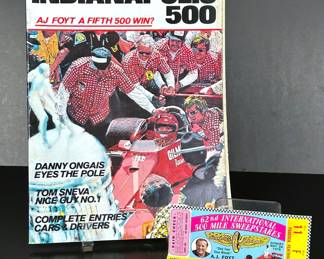 INDIANAPOLIS
500
AJ FOYT A FIFTH 500 WIN?
GILM
DANNY ONGAIS
EYES THE POLE
TOM SNEVA
NICE GUY NO.1
COMPLETE ENTRIES
CARS & DRIVERS
62nd INTERNATIONAL
500 MILE SWEEPSTAKES
A. J. FOYT